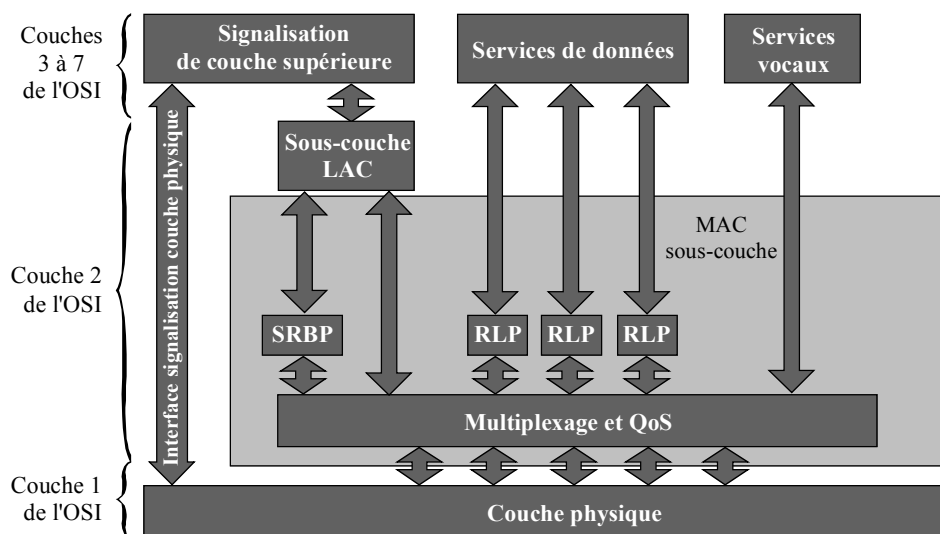 Couches
3 à 7
de l'OSI
Signalisation
de couche supérieure
Services de données
Services
vocaux
Interface signalisation couche physique
Sous-couche
LAC
MAC
sous-couche
Couche 2
de l'OSI
SRBP
RLP
RLP
RLP
Multiplexage et QoS
Couche 1
de l'OSI
Couche physique